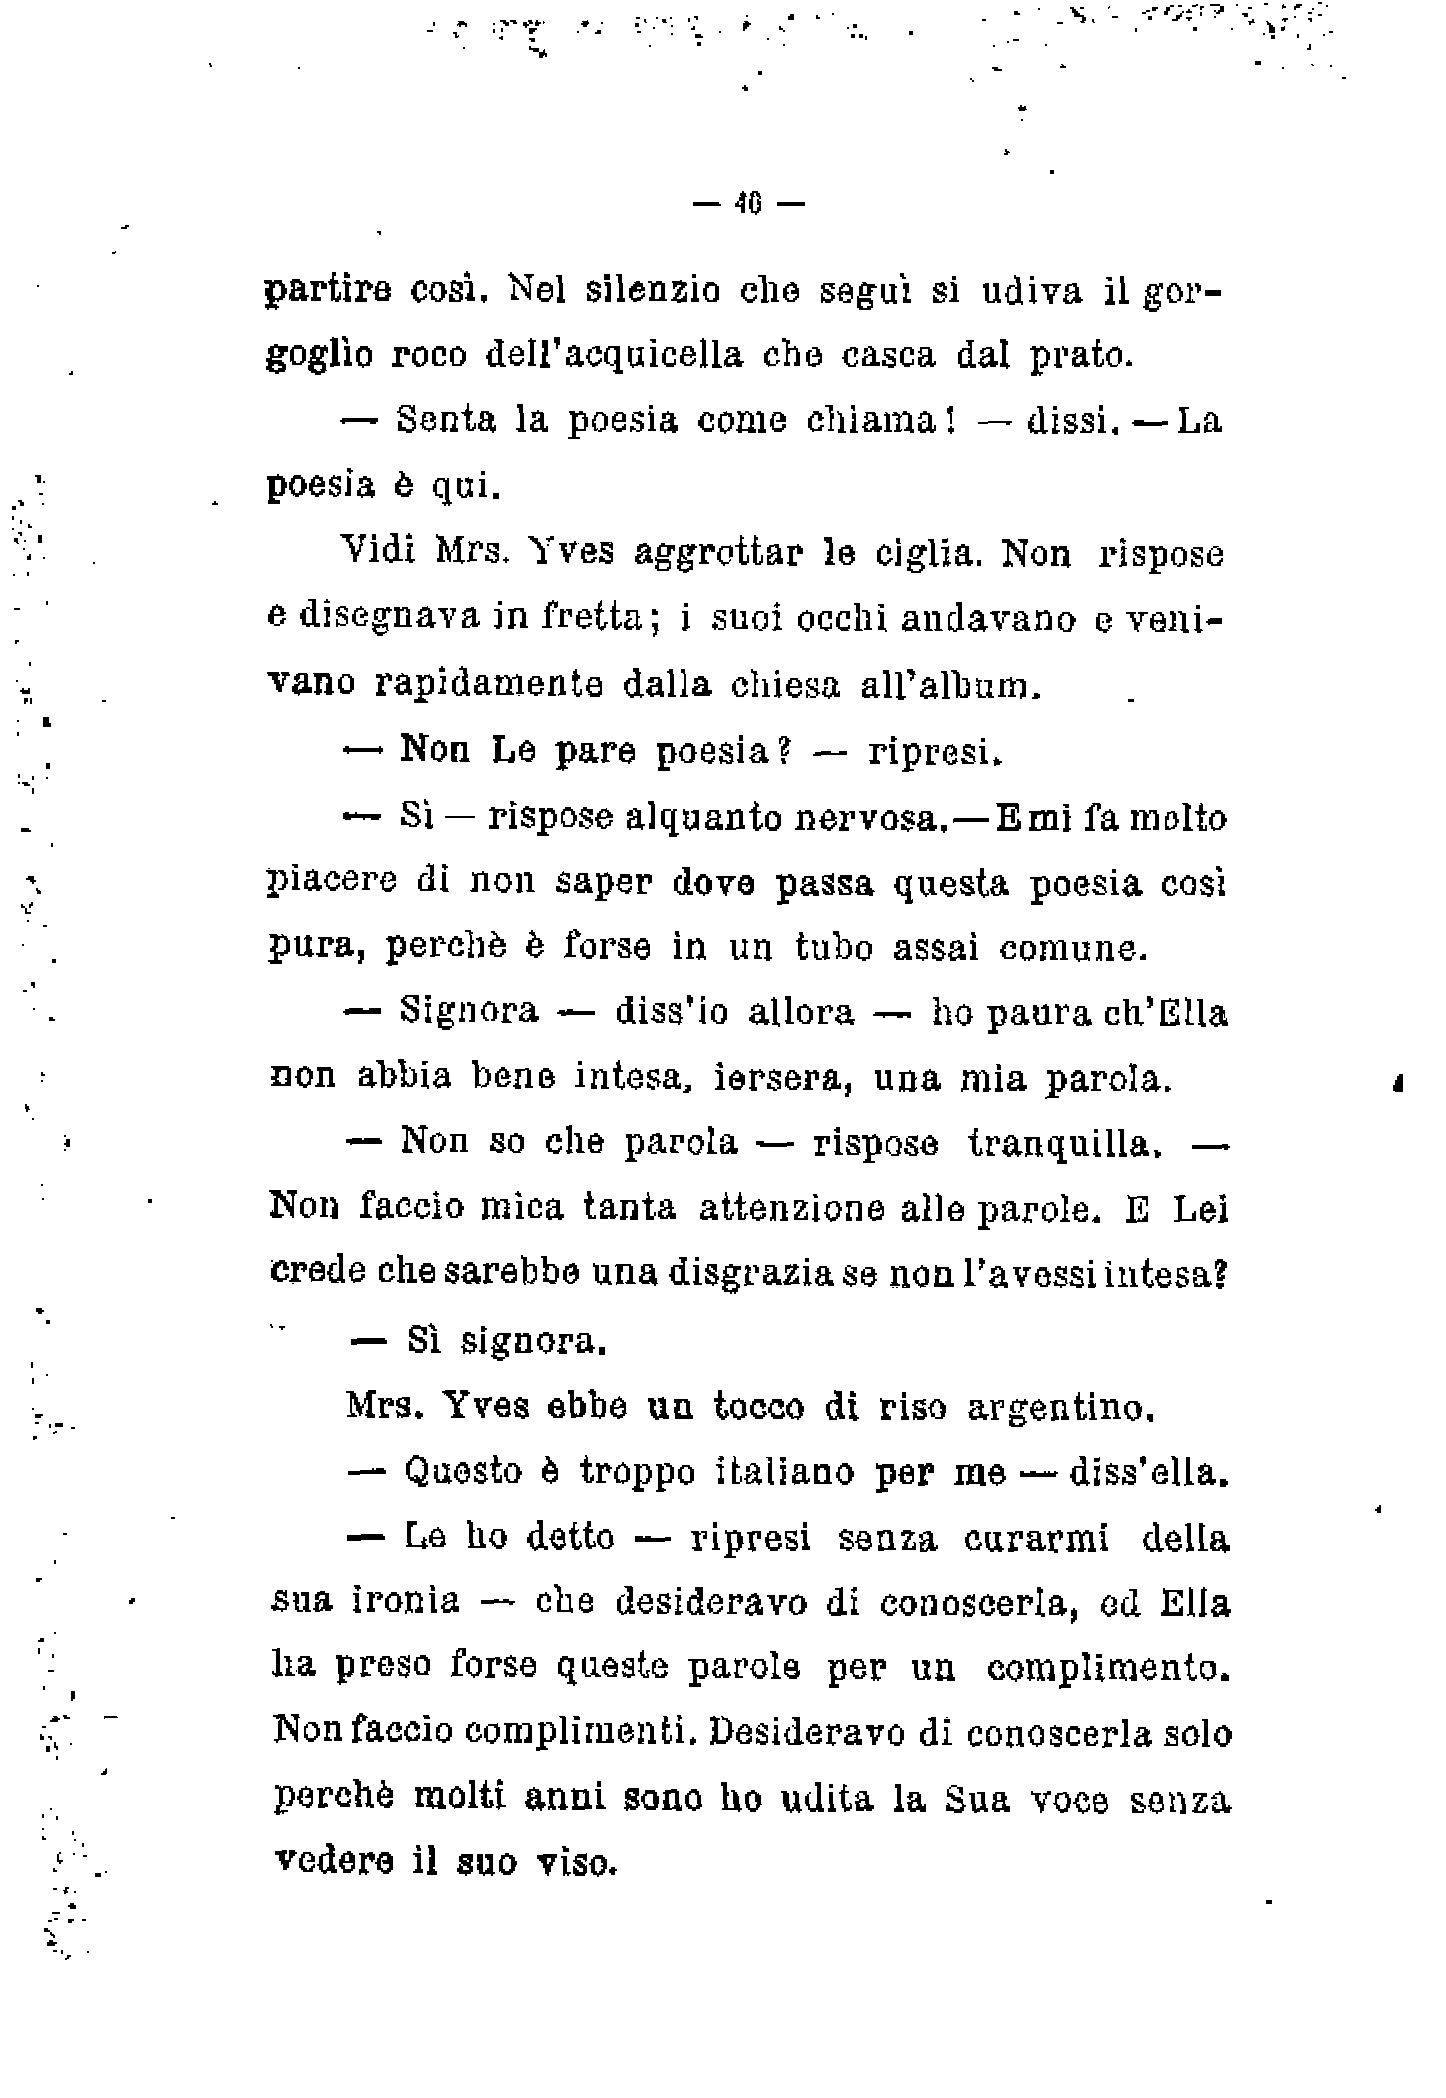 — 40 —
partire così. Nel silenzio che seguì si udiva il gor-
goglìo roco dell'acquicella che casca dal prato.
— Senta la poesia come chiama! — dissi. — La
poesia è qui.
Vidi Mrs. Yves aggrottar le ciglia. Non rispose
e disegnava in fretta; i suoi occhi andavano e veni-
vano rapidamente dalla chiesa all'album.
— Non Le pare poesia? — ripresi.
— Sì — rispose alquanto nervosa. — E mi fa molto
piacere di non saper dove passa questa poesia così
pura, perchè è forse in un tubo assai comune.
— Signora — diss'io allora — ho paura ch'Ella
non abbia bene intesa, iersera, una mia parola.
— Non so che parola — rispose tranquilla. —
Non faccio mica tanta attenzione alle parole. E Lei
crede che sarebbe una disgrazia se non l'avessi intesa?
— Sì signora.
Mrs. Yves ebbe un tocco di riso argentino.
— Questo è troppo italiano per me — diss'ella.
— Le ho detto — ripresi senza curarmi della
sua ironia — che desideravo di conoscerla, ed Ella
ha preso forse queste parole per un complimento.
Non faccio complimenti. Desideravo di conoscerla solo
perchè molti anni sono ho udita la Sua voce senza
vedere il suo viso.